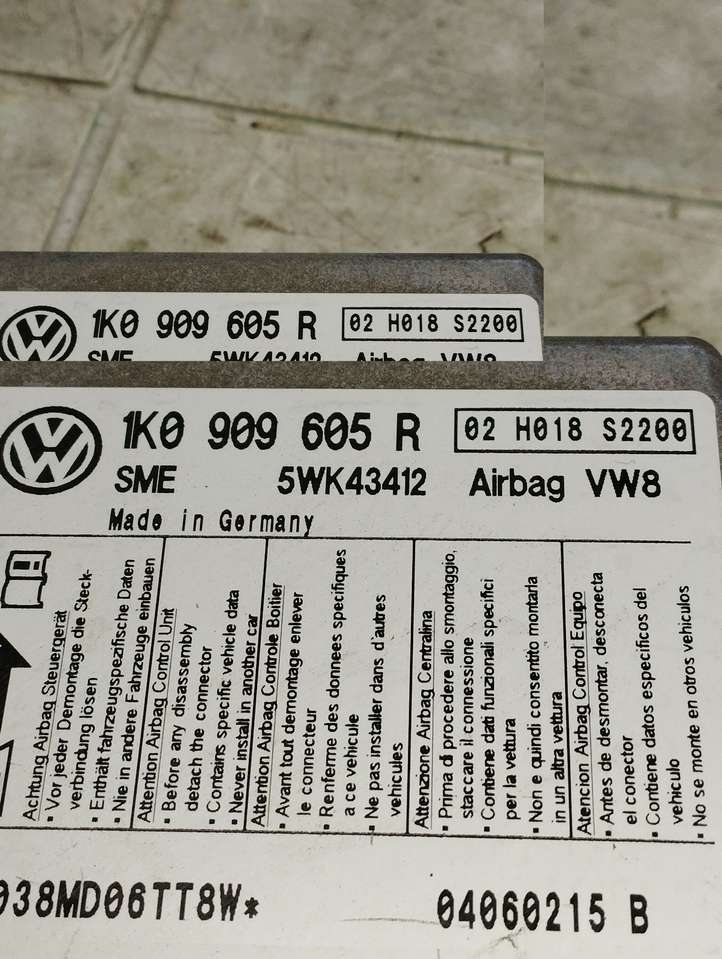 1K0 909 605 R 02 H018 S2200
SME 5WK43412 Airbag VW8
1K0 909 605 R 02 H018 S2200
SME 5WK43412 Airbag VW8
Made in Germany
Achtung Airbag Steuergerät
• Vor jeder Demontage die Steck-
verbindung lösen
• Enthält fahrzeugspezifische Daten
• Nie in andere Fahrzeuge einbauen
Attention Airbag Control Unit
• Before any disassembly
detach the connector
• Contains specific vehicle data
• Never install in another car
Attention Airbag Controle Boitier
• Avant tout demontage enlever
le connecteur
• Renferme des donnees specifiques
a ce vehicule
• Ne pas installer dans d'autres
vehicules
Attenzione Airbag Centralina
• Prima di procedere allo smontaggio,
staccare il connessione
• Contiene dati funzionali specifici
per la vettura
• Non e quindi consentito montarla
in un altra vettura
Atencion Airbag Control Equipo
• Antes de desmontar, desconecta
el conector
• Contiene datos especificos del
vehiculo
• No se monte en otros vehiculos
038MD06TT8W* 04060215 B